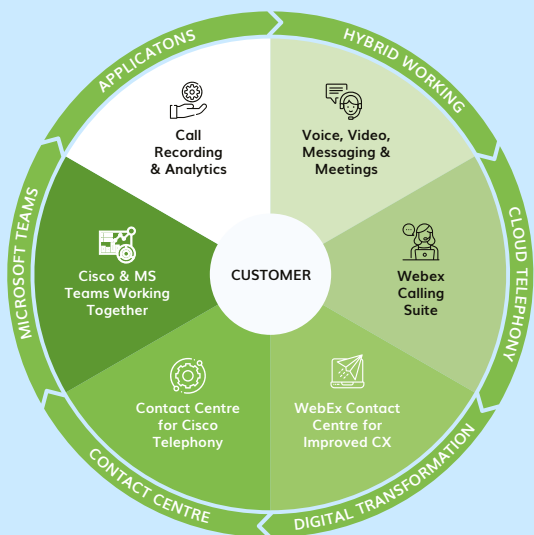 APPLICATONS
HYBRID WORKING
CLOUD TELEPHONY
DIGITAL TRANSFORMATION
CONTACT CENTRE
MICROSOFT TEAMS
Call
Recording
& Analytics
Voice, Video,
Messaging &
Meetings
Webex
Calling
Suite
WebEx Contact
Centre for
Improved CX
Contact Centre
for Cisco
Telephony
Cisco & MS
Teams Working
Together
CUSTOMER